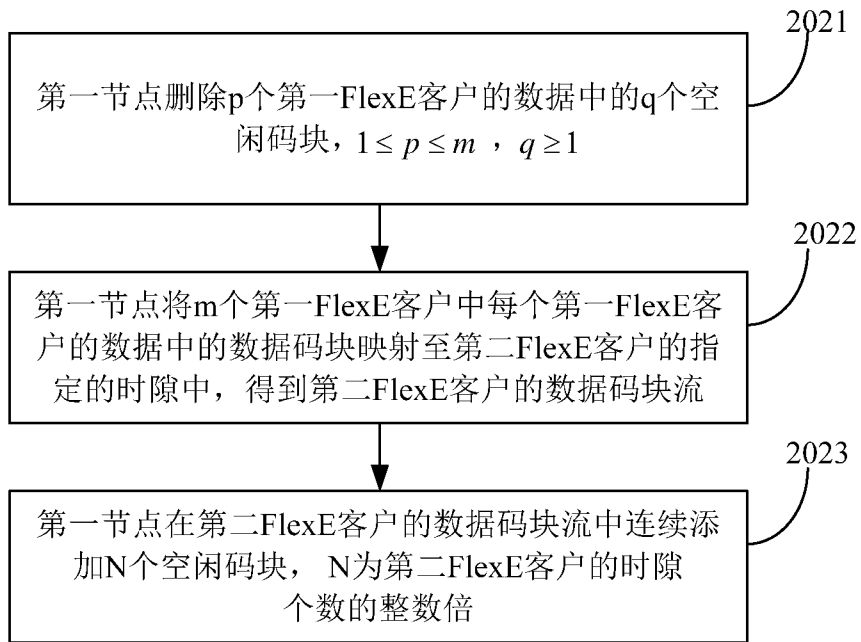 2021
第一节点删除p个第一FlexE客户的数据中的q个空
闲码块，1 ≤ p ≤ m ，q ≥ 1
2022
第一节点将m个第一FlexE客户中每个第一FlexE客
户的数据中的数据码块映射至第二FlexE客户的指
定的时隙中，得到第二FlexE客户的数据码块流
2023
第一节点在第二FlexE客户的数据码块流中连续添
加N个空闲码块， N为第二FlexE客户的时隙
个数的整数倍